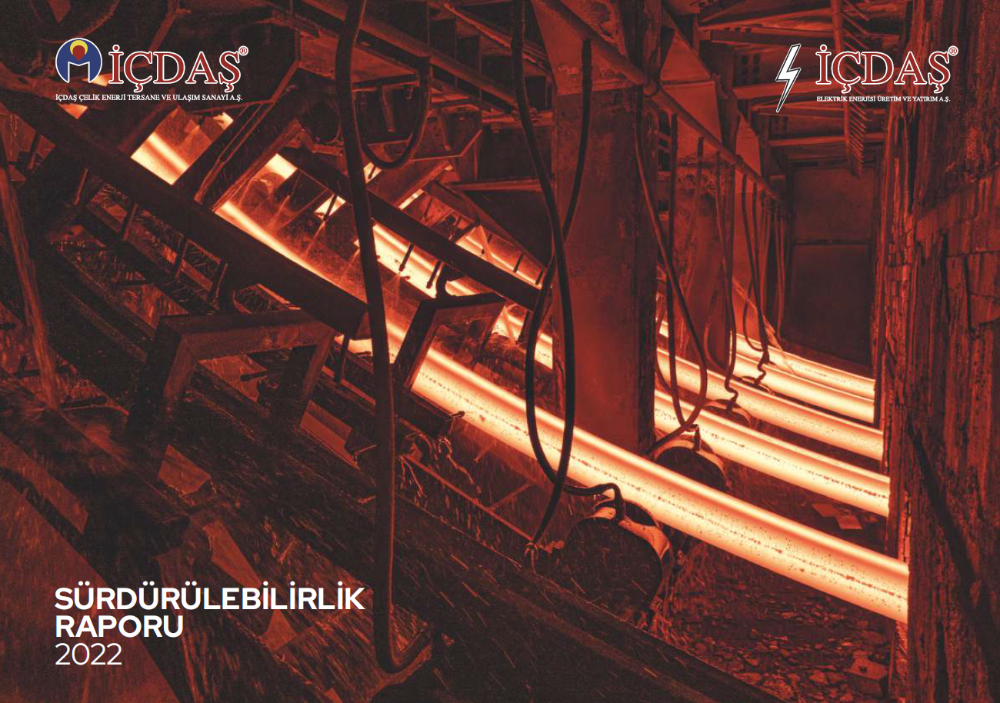 İÇDAŞ®
İÇDAŞ ÇELİK ENERJİ TERSANE VE ULAŞIM SANAYİ A.Ş.
İÇDAŞ®
ELEKTRİK ENERJİSİ ÜRETİM VE YATIRIM A.Ş.
SÜRDÜRÜLEBİLİRLİK
RAPORU
2022